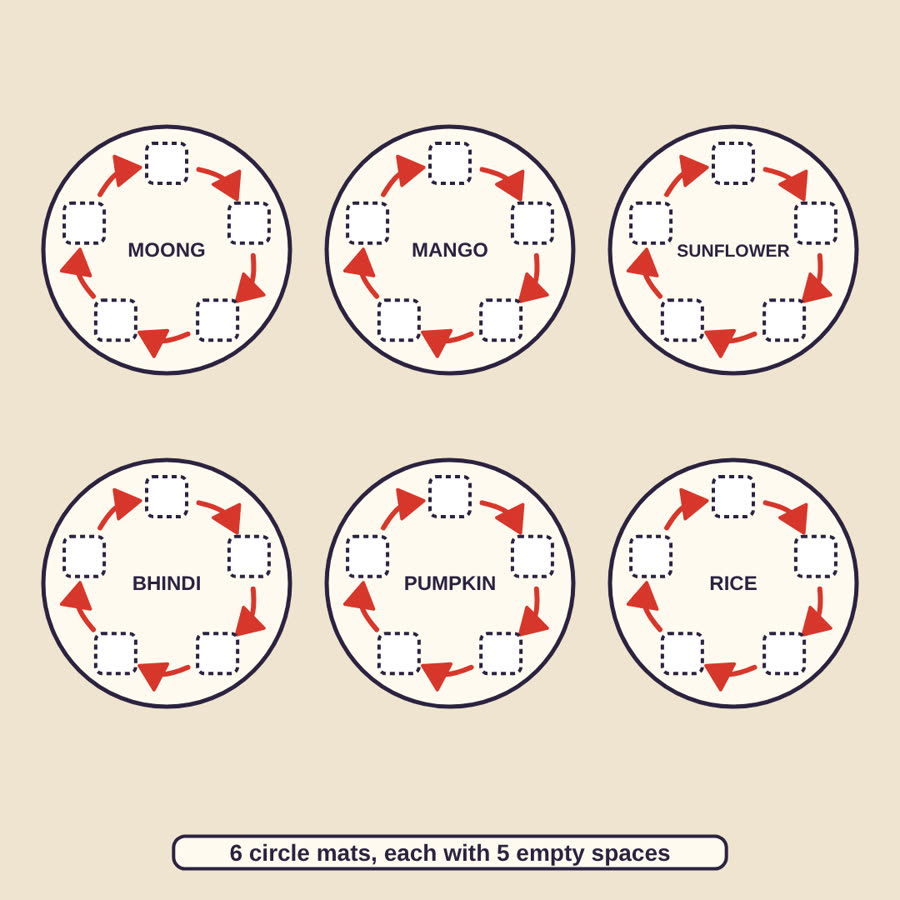 MOONG
MANGO
SUNFLOWER
BHINDI
PUMPKIN
RICE
6 circle mats, each with 5 empty spaces